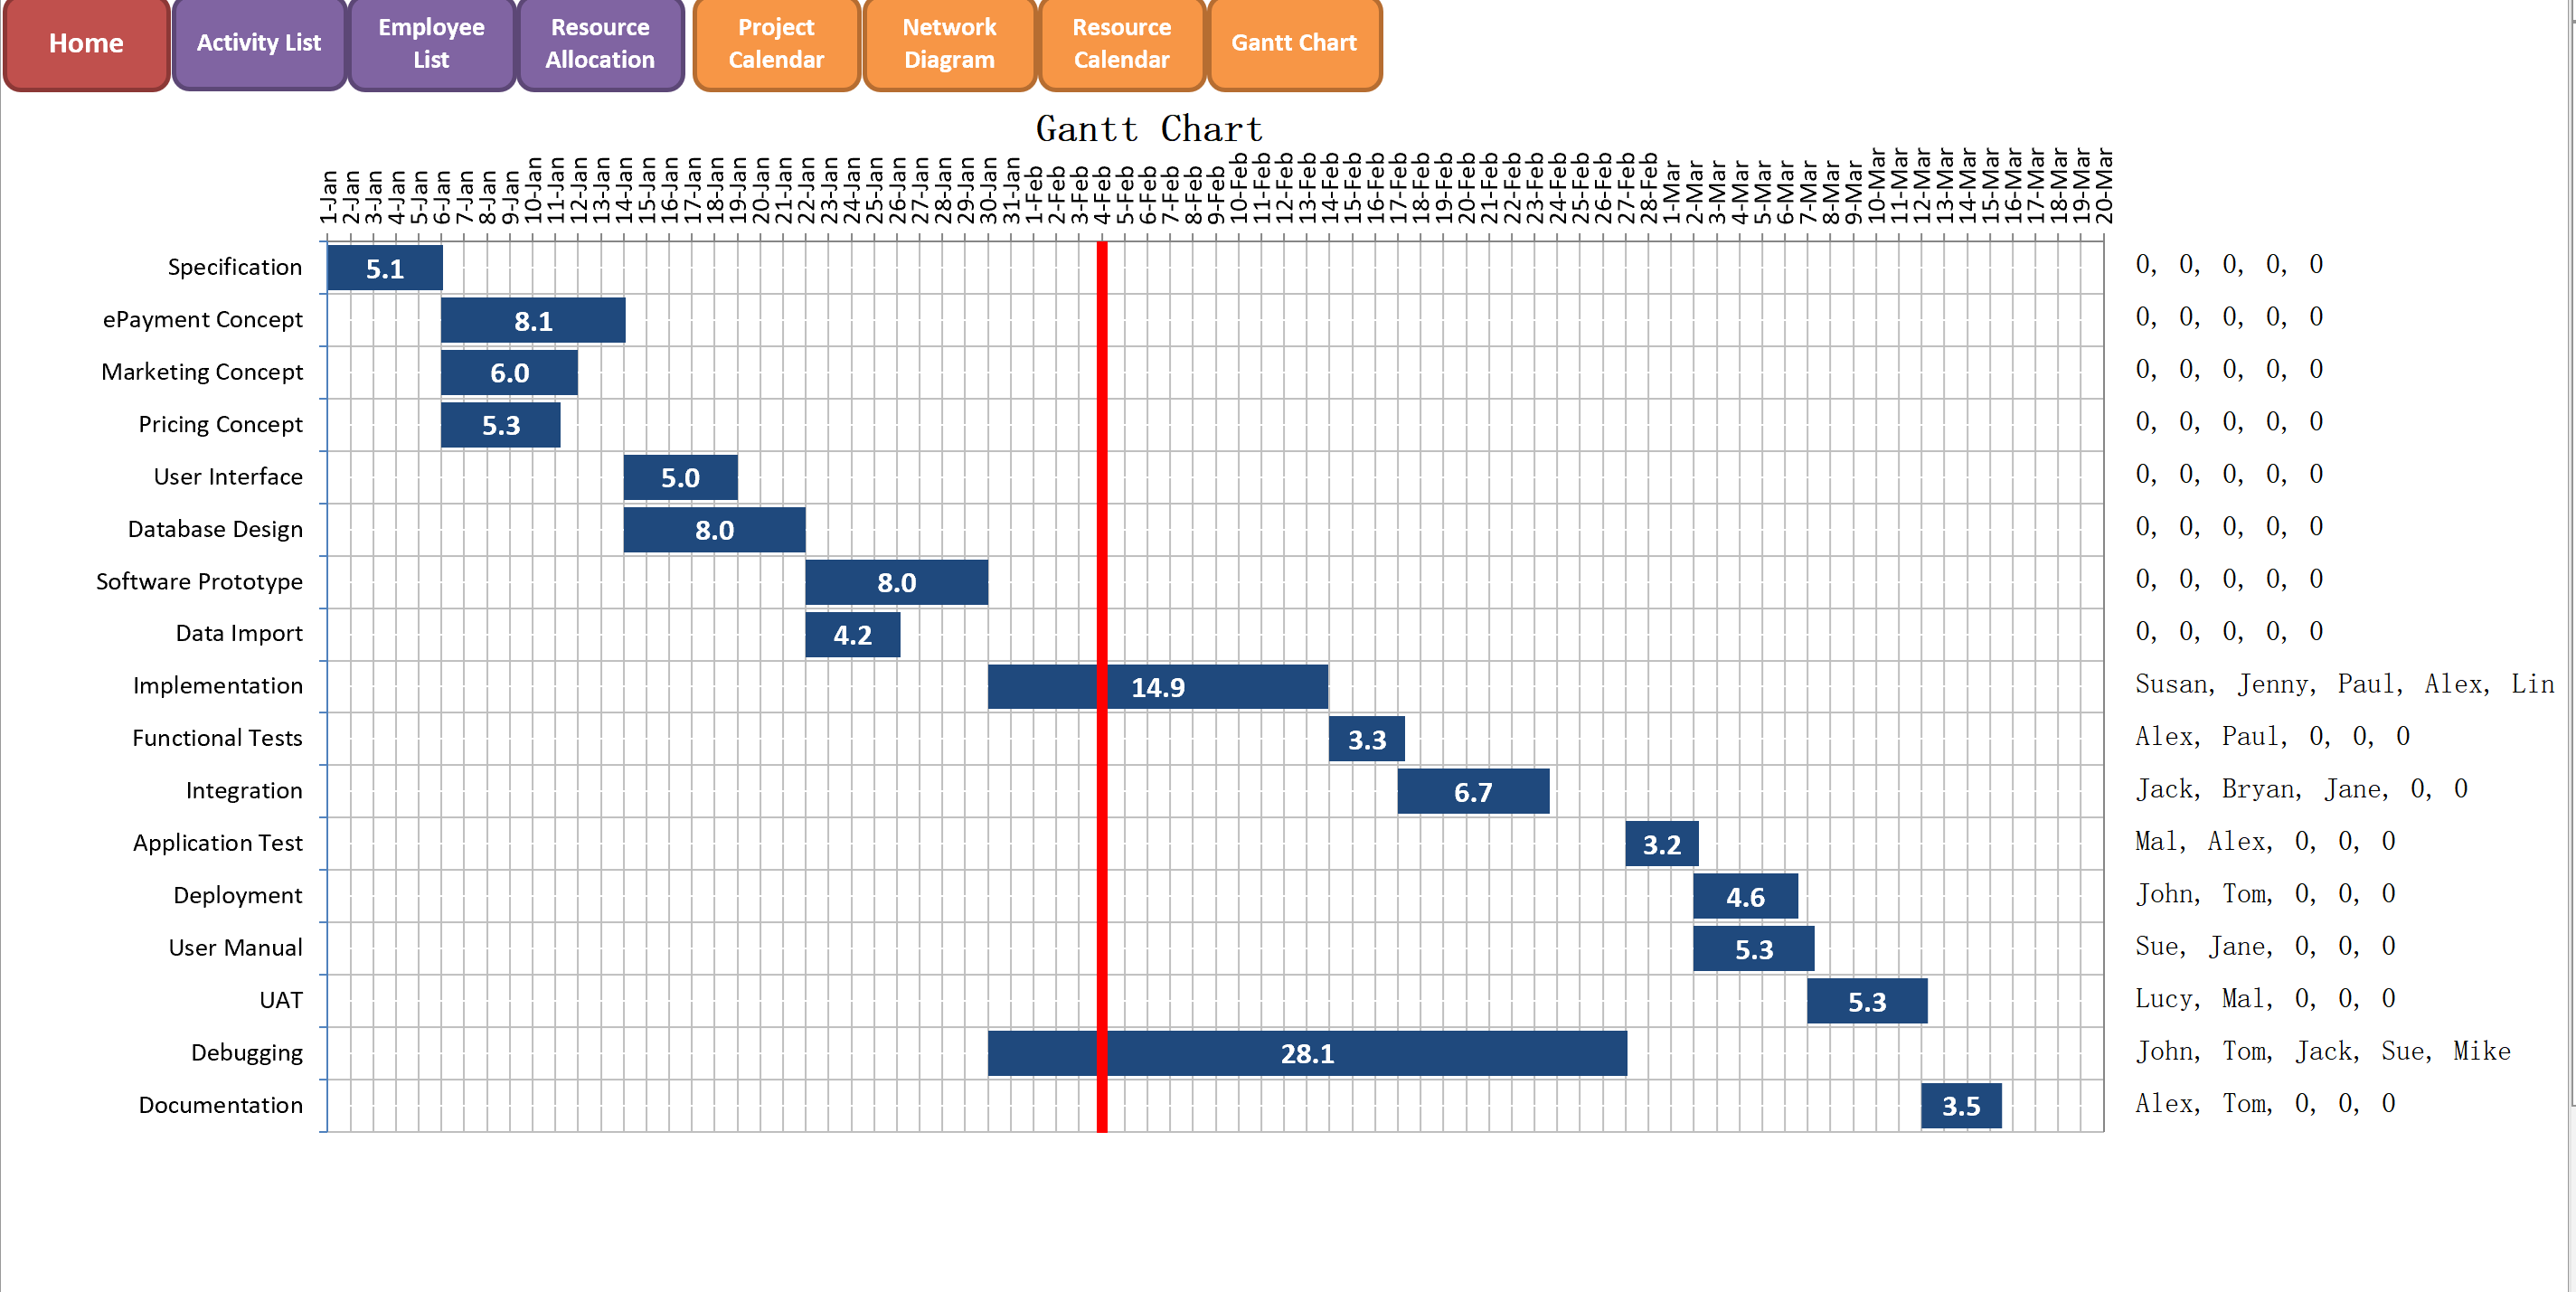 Home
Activity List
Employee
List
Resource
Allocation
Project
Calendar
Network
Diagram
Resource
Calendar
Gantt Chart
Gantt Chart
1-Jan 2-Jan 3-Jan 4-Jan 5-Jan 6-Jan 7-Jan 8-Jan 9-Jan 10-Jan 11-Jan 12-Jan 13-Jan 14-Jan 15-Jan 16-Jan 17-Jan 18-Jan 19-Jan 20-Jan 21-Jan 22-Jan 23-Jan 24-Jan 25-Jan 26-Jan 27-Jan 28-Jan 29-Jan 30-Jan 31-Jan 1-Feb 2-Feb 3-Feb 4-Feb 5-Feb 6-Feb 7-Feb 8-Feb 9-Feb 10-Feb 11-Feb 12-Feb 13-Feb 14-Feb 15-Feb 16-Feb 17-Feb 18-Feb 19-Feb 20-Feb 21-Feb 22-Feb 23-Feb 24-Feb 25-Feb 26-Feb 27-Feb 28-Feb 1-Mar 2-Mar 3-Mar 4-Mar 5-Mar 6-Mar 7-Mar 8-Mar 9-Mar 10-Mar 11-Mar 12-Mar 13-Mar 14-Mar 15-Mar 16-Mar 17-Mar 18-Mar 19-Mar 20-Mar
Specification 5.1 0, 0, 0, 0, 0
ePayment Concept 8.1 0, 0, 0, 0, 0
Marketing Concept 6.0 0, 0, 0, 0, 0
Pricing Concept 5.3 0, 0, 0, 0, 0
User Interface 5.0 0, 0, 0, 0, 0
Database Design 8.0 0, 0, 0, 0, 0
Software Prototype 8.0 0, 0, 0, 0, 0
Data Import 4.2 0, 0, 0, 0, 0
Implementation 14.9 Susan, Jenny, Paul, Alex, Lin
Functional Tests 3.3 Alex, Paul, 0, 0, 0
Integration 6.7 Jack, Bryan, Jane, 0, 0
Application Test 3.2 Mal, Alex, 0, 0, 0
Deployment 4.6 John, Tom, 0, 0, 0
User Manual 5.3 Sue, Jane, 0, 0, 0
UAT 5.3 Lucy, Mal, 0, 0, 0
Debugging 28.1 John, Tom, Jack, Sue, Mike
Documentation 3.5 Alex, Tom, 0, 0, 0